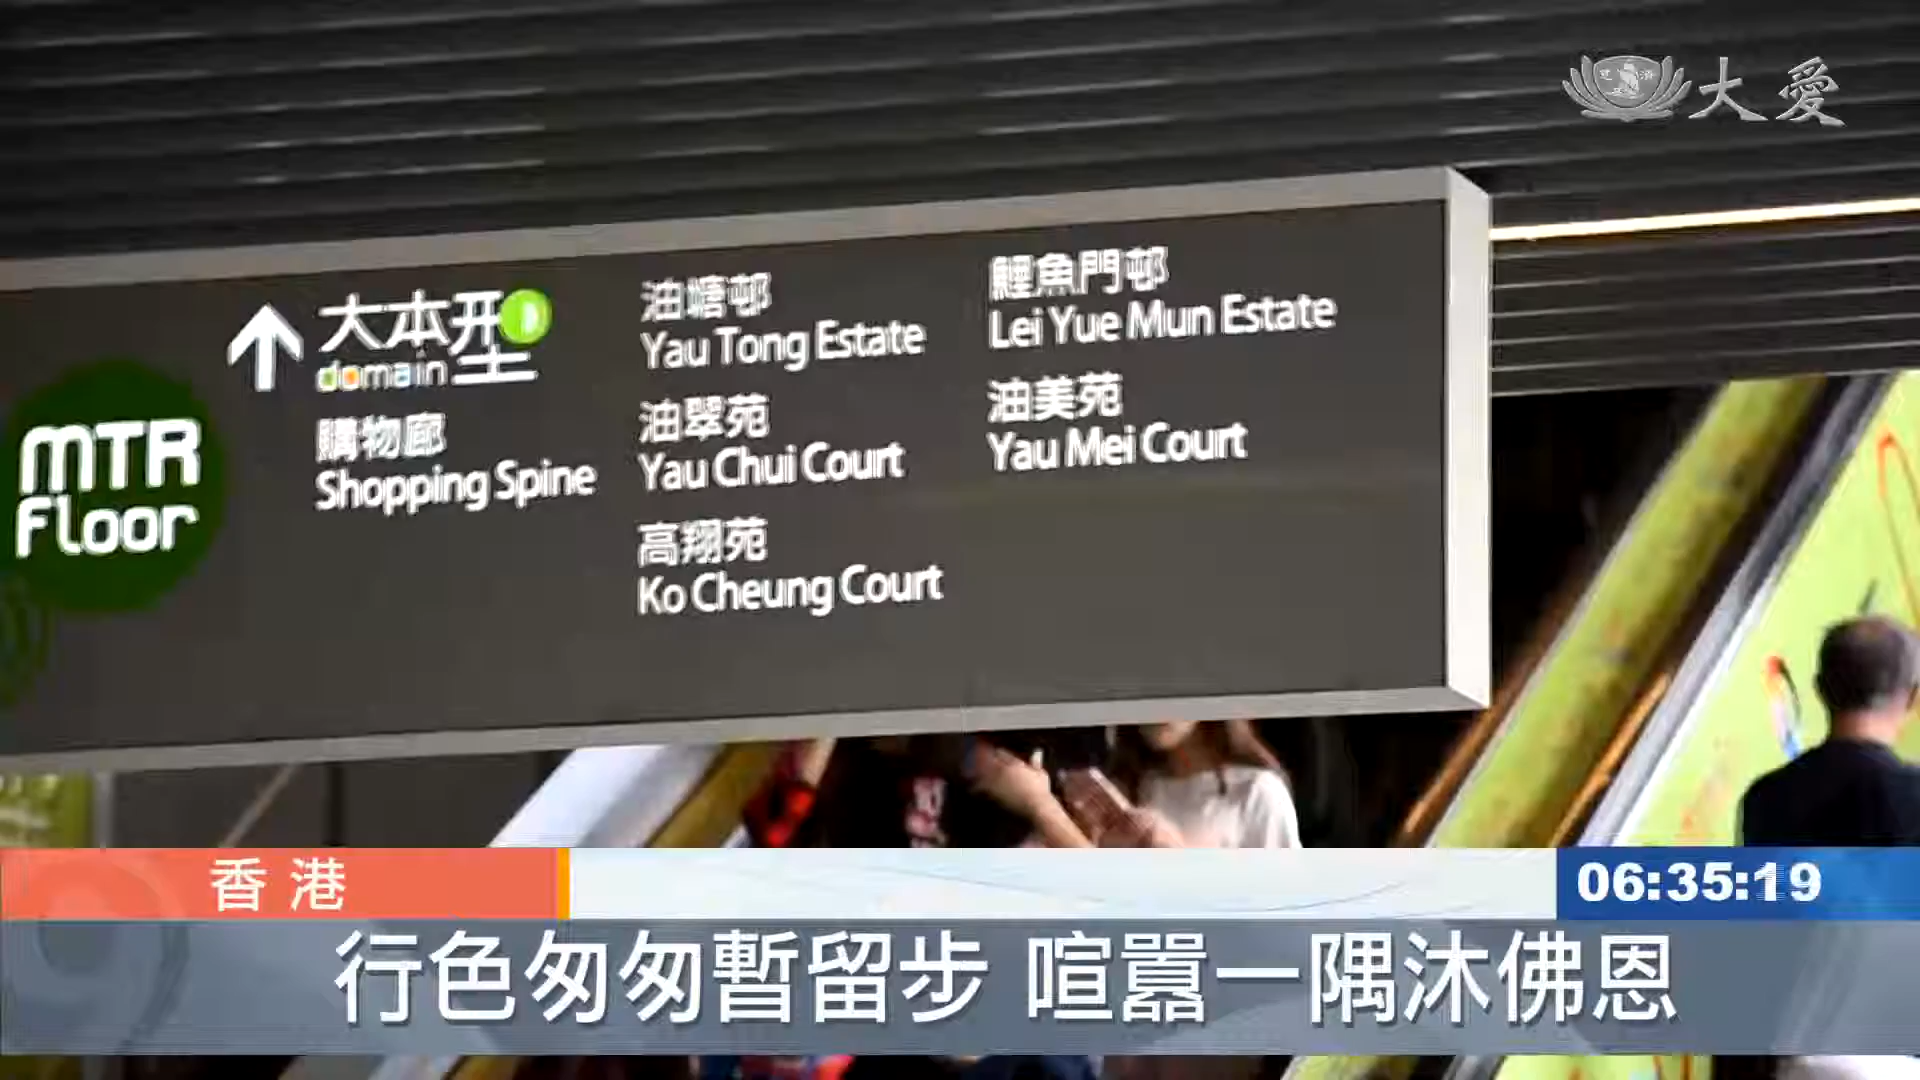 大愛
MTR
Floor
大本型
domain
購物廊
Shopping Spine
油塘邨
Yau Tong Estate
油翠苑
Yau Chui Court
高翔苑
Ko Cheung Court
鯉魚門邨
Lei Yue Mun Estate
油美苑
Yau Mei Court
香港
06:35:19
行色匆匆暫留步 喧囂一隅沐佛恩